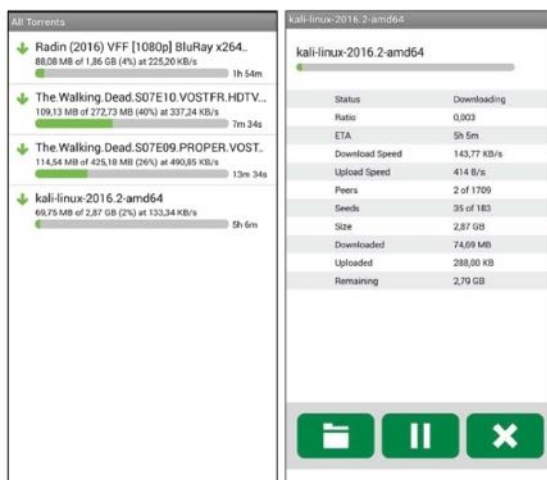 All Torrents
Radin (2016) VFF [1080p] BluRay x264..
88,08 MB of 1,86 GB (4%) at 225,20 KB/s
1h 54m
The.Walking.Dead.S07E10.VOSTFR.HDTV...
109,13 MB of 272,73 MB (40%) at 337,24 KB/s
7m 34s
The.Walking.Dead.S07E09.PROPER.VOST..
114,54 MB of 425,18 MB (26%) at 490,85 KB/s
13m 34s
kali-linux-2016.2-amd64
69,75 MB of 2,87 GB (2%) at 133,34 KB/s
5h 6m
kali-linux-2016.2-amd64
kali-linux-2016.2-amd64
Status Downloading
Ratio 0,003
ETA 5h 5m
Download Speed 143,77 KB/s
Upload Speed 414 B/s
Peers 2 of 1709
Seeds 35 of 183
Size 2,87 GB
Downloaded 74,69 MB
Uploaded 288,00 KB
Remaining 2,79 GB